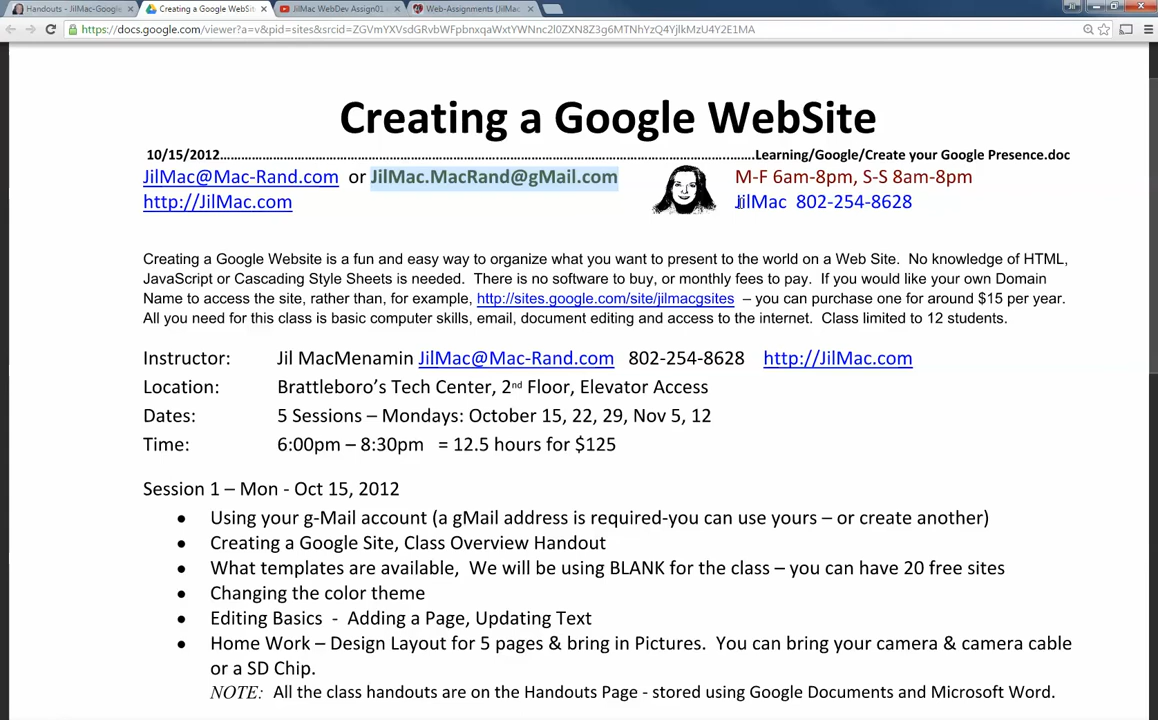 Handouts - JilMac-Google
Creating a Google WebSit
JilMac WebDev Assign01
Web-Assignments (JilMac
Jil
https://docs.google.com/viewer?a=v&pid=sites&srcid=ZGVmYXVsdGRvbWFpbnxqaWxtYWNnc2l0ZXN8Z3g6MTNhYzQ4YjlkMzU4Y2E1MA
Creating a Google WebSite
10/15/2012……………………………………………………………………………………………………………………………………Learning/Google/Create your Google Presence.doc
JilMac@Mac-Rand.com or JilMac.MacRand@gMail.com
M-F 6am-8pm, S-S 8am-8pm
http://JilMac.com
JilMac 802-254-8628
Creating a Google Website is a fun and easy way to organize what you want to present to the world on a Web Site. No knowledge of HTML,
JavaScript or Cascading Style Sheets is needed. There is no software to buy, or monthly fees to pay. If you would like your own Domain
Name to access the site, rather than, for example, http://sites.google.com/site/jilmacgsites – you can purchase one for around $15 per year.
All you need for this class is basic computer skills, email, document editing and access to the internet. Class limited to 12 students.
Instructor: Jil MacMenamin JilMac@Mac-Rand.com 802-254-8628 http://JilMac.com
Location: Brattleboro’s Tech Center, 2nd Floor, Elevator Access
Dates: 5 Sessions – Mondays: October 15, 22, 29, Nov 5, 12
Time: 6:00pm – 8:30pm = 12.5 hours for $125
Session 1 – Mon - Oct 15, 2012
• Using your g-Mail account (a gMail address is required-you can use yours – or create another)
• Creating a Google Site, Class Overview Handout
• What templates are available, We will be using BLANK for the class – you can have 20 free sites
• Changing the color theme
• Editing Basics - Adding a Page, Updating Text
• Home Work – Design Layout for 5 pages & bring in Pictures. You can bring your camera & camera cable
or a SD Chip.
NOTE: All the class handouts are on the Handouts Page - stored using Google Documents and Microsoft Word.